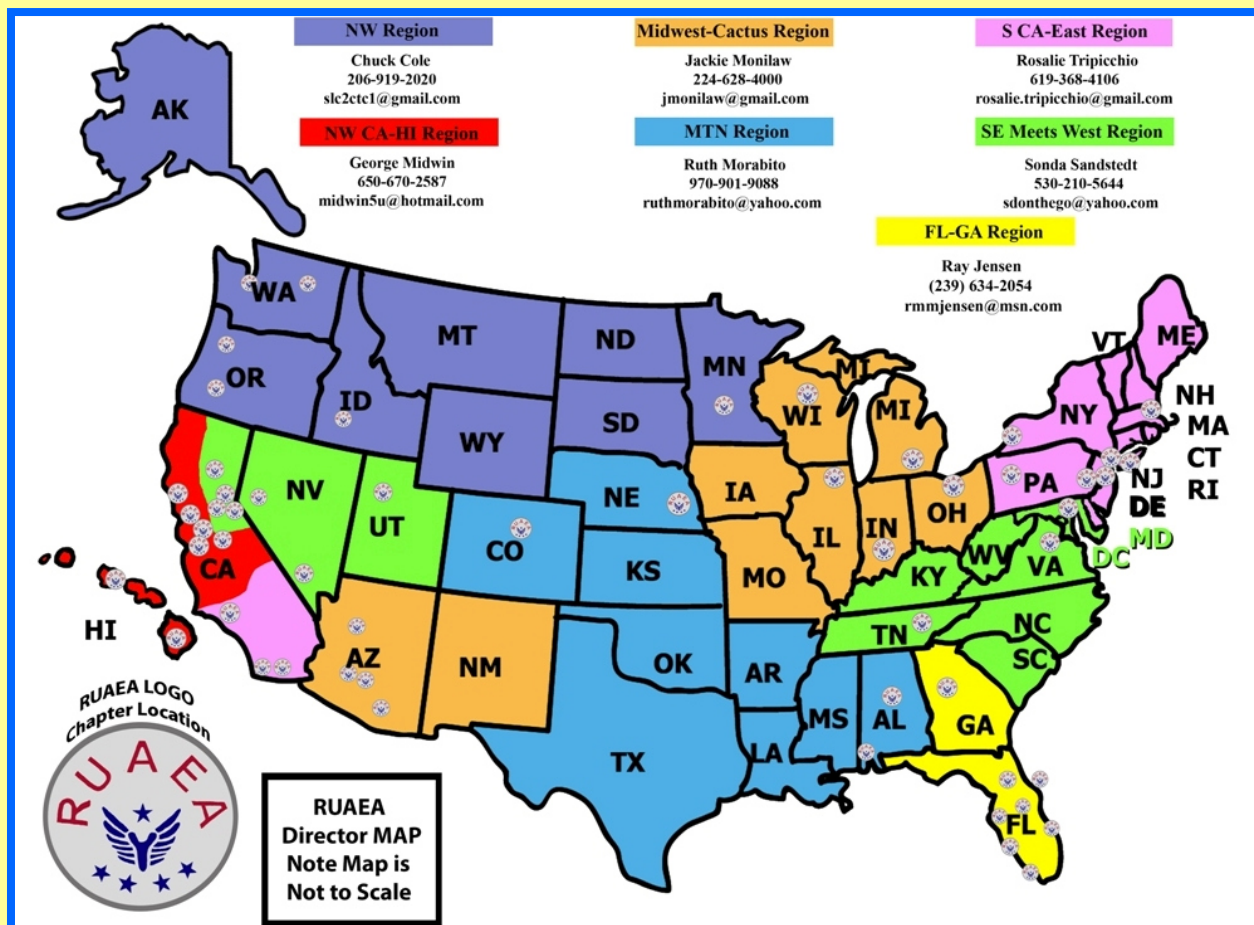 NW Region
Chuck Cole
206-919-2020
slc2ctc1@gmail.com
Midwest-Cactus Region
Jackie Monilaw
224-628-4000
jmonilaw@gmail.com
S CA-East Region
Rosalie Tripicchio
619-368-4106
rosalie.tripicchio@gmail.com
NW CA-HI Region
George Midwin
650-670-2587
midwin5u@hotmail.com
MTN Region
Ruth Morabito
970-901-9088
ruthmorabito@yahoo.com
SE Meets West Region
Sonda Sandstedt
530-210-5644
sdonthego@yahoo.com
FL-GA Region
Ray Jensen
(239) 634-2054
rmmjensen@msn.com
AK
WA
OR
ID
MT
WY
ND
SD
MN
WI
MI
MI
VT
ME
NH
MA
CT
RI
NY
PA
NJ
DE
MD
DC
NV
UT
CA
HI
CO
NE
KS
IA
MO
IL
IN
OH
KY
WV
VA
TN
NC
SC
AZ
NM
OK
TX
AR
LA
MS
AL
GA
FL
RUAEA LOGO
Chapter Location
RUAEA
RUAEA
Director MAP
Note Map is
Not to Scale